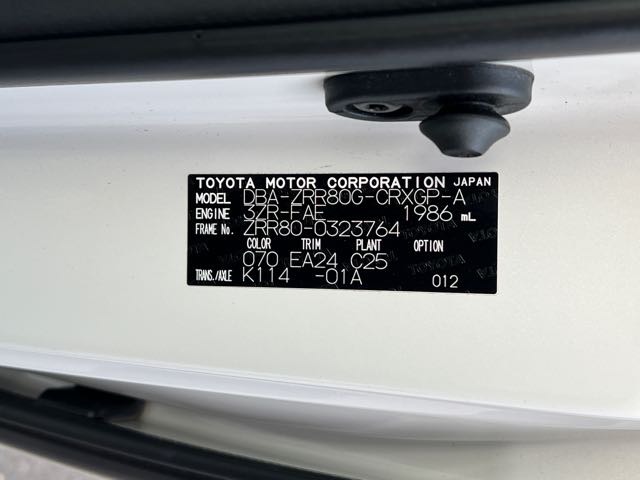 TOYOTA MOTOR CORPORATION JAPAN
MODEL DBA-ZRR80G-CRXGP-A
ENGINE 3ZR-FAE 1986 mL
FRAME No. ZRR80-0323764
COLOR TRIM PLANT OPTION
070 EA24 C25
TRANS./AXLE K114 -01A 012